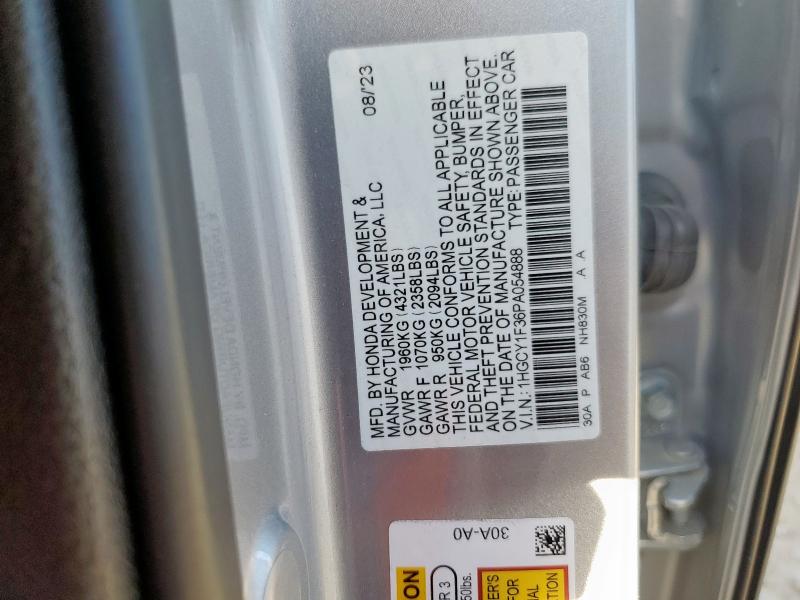 MFD. BY HONDA DEVELOPMENT & 08/'23
MANUFACTURING OF AMERICA, LLC
GVWR 1960KG (4321LBS)
GAWR F 1070KG (2358LBS)
GAWR R 950KG (2094LBS)
THIS VEHICLE CONFORMS TO ALL APPLICABLE
FEDERAL MOTOR VEHICLE SAFETY, BUMPER,
AND THEFT PREVENTION STANDARDS IN EFFECT
ON THE DATE OF MANUFACTURE SHOWN ABOVE.
V.I.N.: 1HGCY1F36PA054888 TYPE: PASSENGER CAR
30A P AB6 NH830M A A
30A-A0